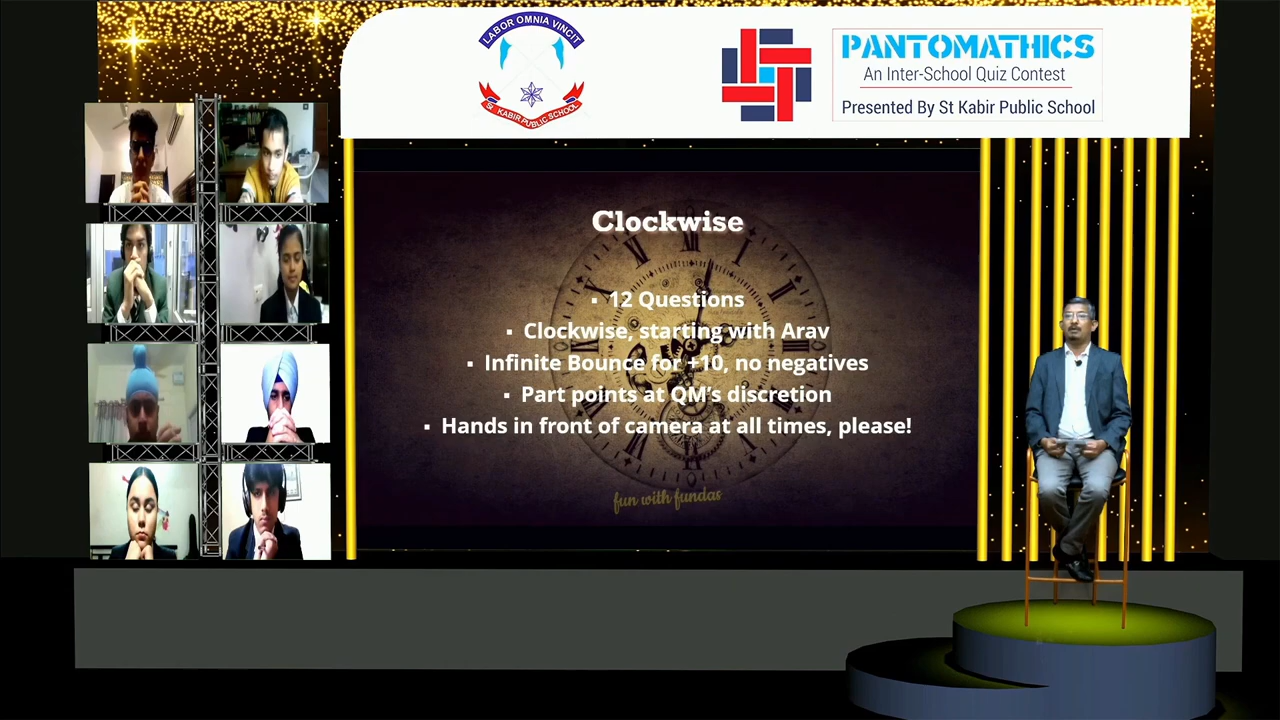 LABOR OMNIA VINCIT
St KABIR PUBLIC SCHOOL
PANTOMATHICS
An Inter-School Quiz Contest
Presented By St Kabir Public School
Clockwise
▪ 12 Questions
▪ Clockwise, starting with Arav
▪ Infinite Bounce for +10, no negatives
▪ Part points at QM's discretion
▪ Hands in front of camera at all times, please!
fun with fundas